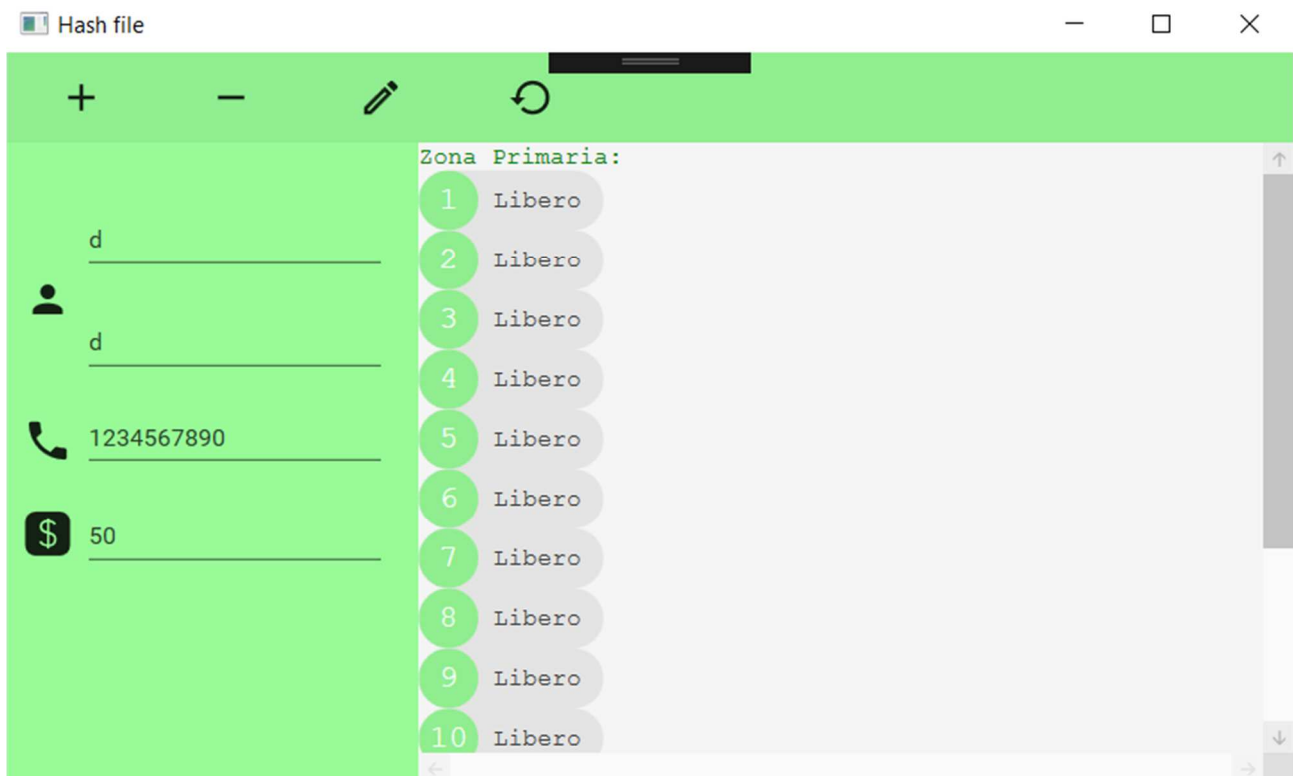 Hash file
d
d
1234567890
$ 50
Zona Primaria:
1 Libero
2 Libero
3 Libero
4 Libero
5 Libero
6 Libero
7 Libero
8 Libero
9 Libero
10 Libero